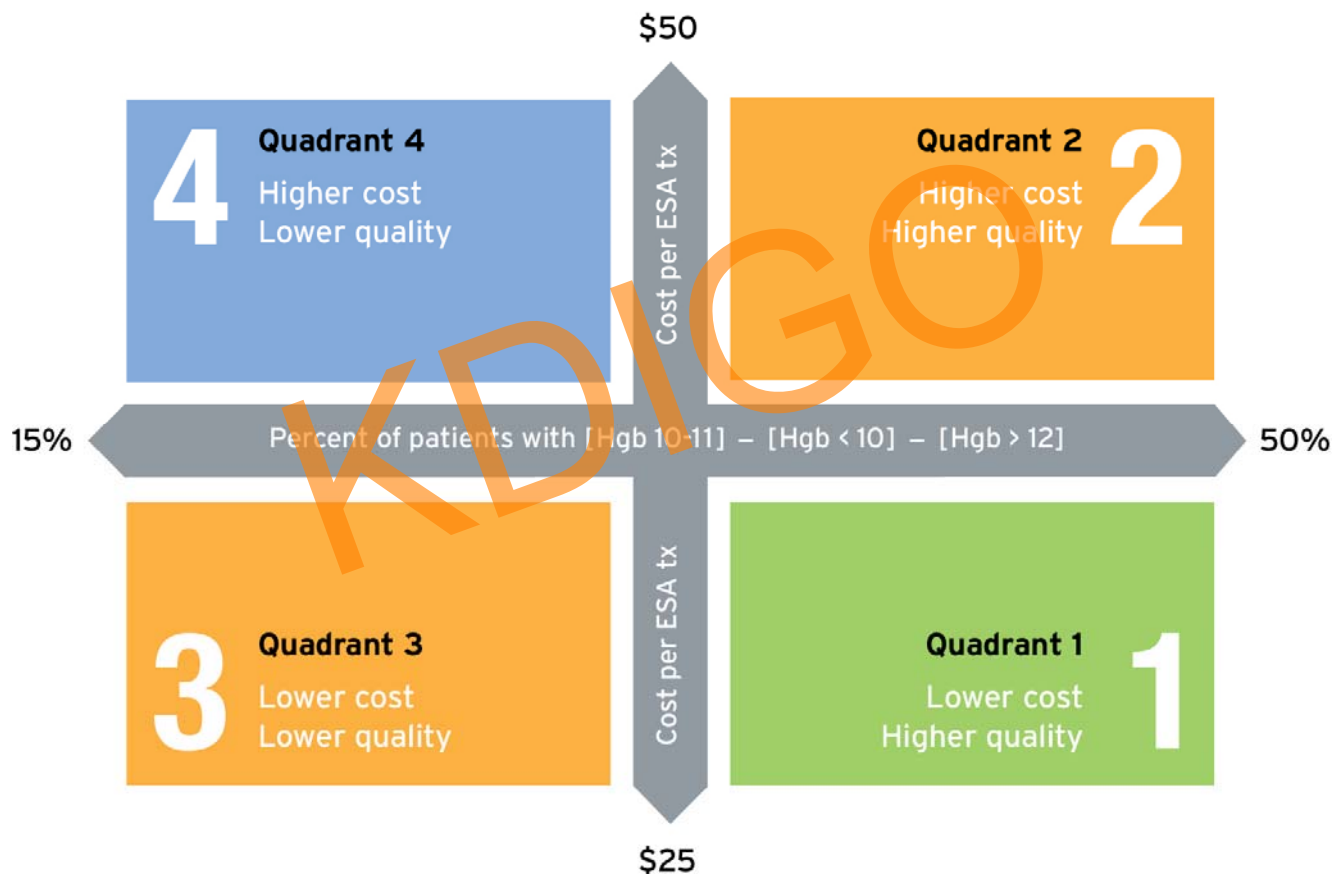 $50
4
Quadrant 4
Higher cost
Lower quality
Cost per ESA tx
Quadrant 2
Higher cost
Higher quality
2
15%
Percent of patients with [Hgb 10-11] – [Hgb < 10] – [Hgb > 12]
50%
KDIGO
3
Quadrant 3
Lower cost
Lower quality
Cost per ESA tx
Quadrant 1
Lower cost
Higher quality
1
$25